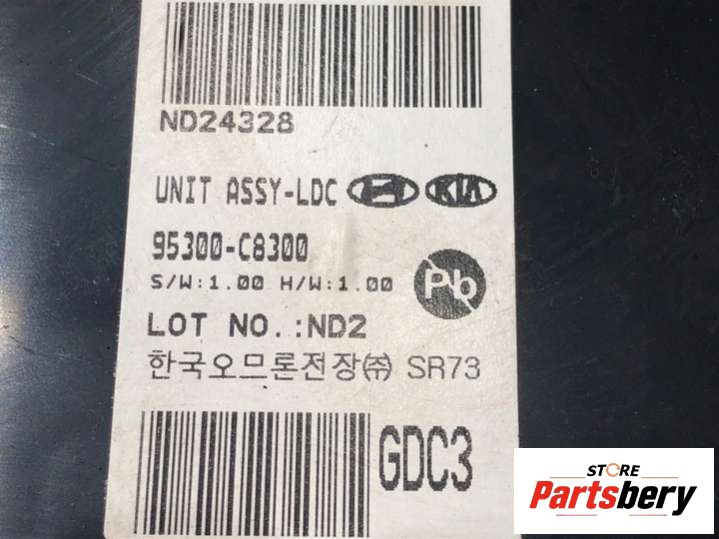 ND24328
UNIT ASSY-LDC KIA
95300-C8300
S/W:1.00 H/W:1.00 Pb
LOT NO.:ND2
한국오므론전장㈜ SR73
GDC3
STORE
Partsbery